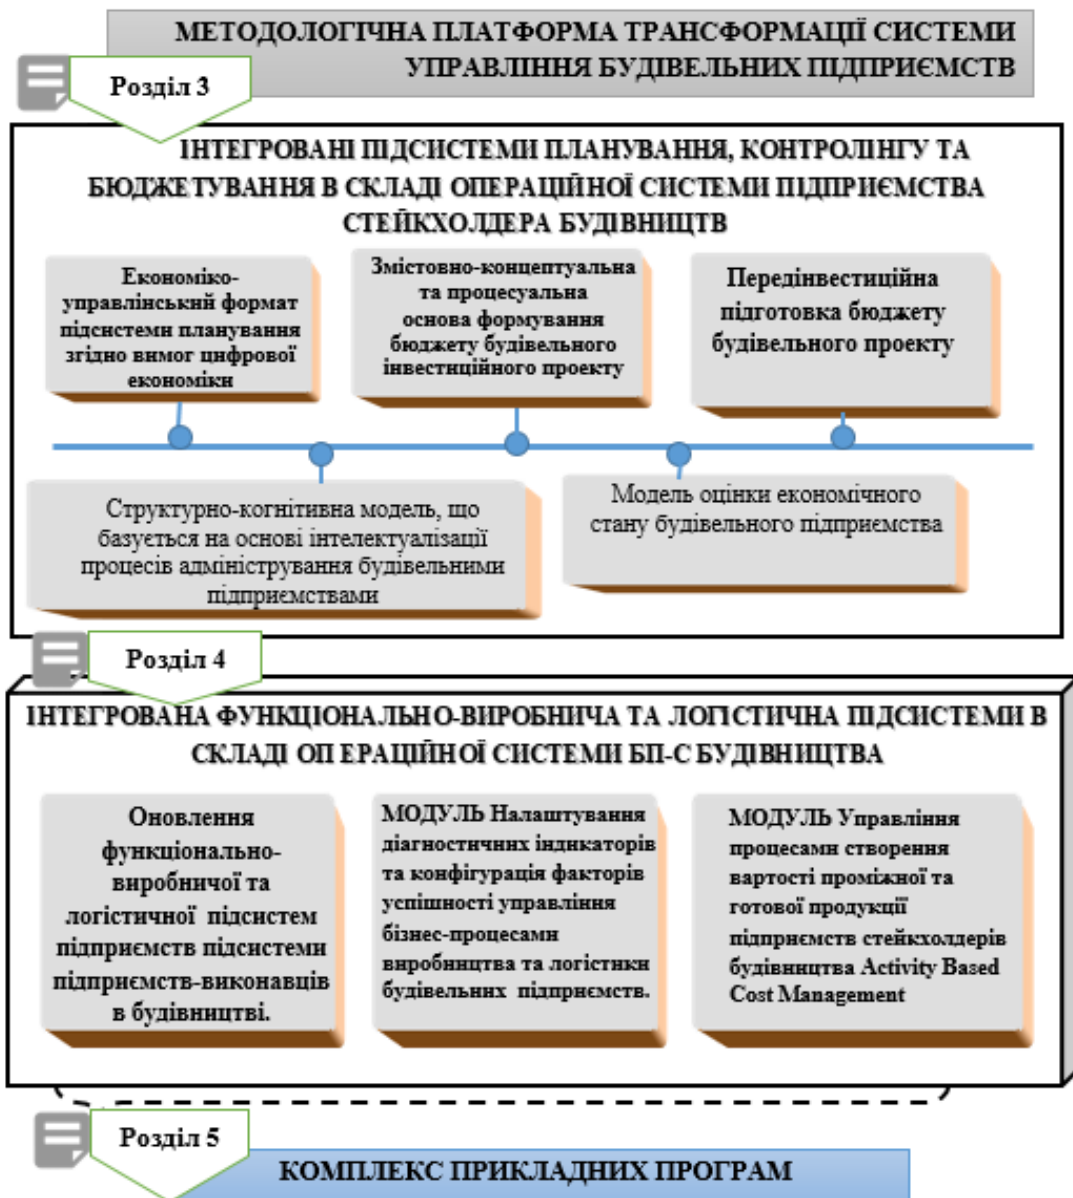 МЕТОДОЛОГІЧНА ПЛАТФОРМА ТРАНСФОРМАЦІЇ СИСТЕМИ
УПРАВЛІННЯ БУДІВЕЛЬНИХ ПІДПРИЄМСТВ
Розділ 3
ІНТЕГРОВАНІ ПІДСИСТЕМИ ПЛАНУВАННЯ, КОНТРОЛІНГУ ТА
БЮДЖЕТУВАННЯ В СКЛАДІ ОПЕРАЦІЙНОЇ СИСТЕМИ ПІДПРИЄМСТВА
СТЕЙКХОЛДЕРА БУДІВНИЦТВ
Економіко-
управлінський формат
підсистеми планування
згідно вимог цифрової
економіки
Змістовно-концептуальна
та процесуальна
основа формування
бюджету будівельного
інвестиційного проекту
Передінвестиційна
підготовка бюджету
будівельного проекту
Структурно-когнітивна модель, що
базується на основі інтелектуалізації
процесів адміністрування будівельними
підприємствами
Модель оцінки економічного
стану будівельного підприємства
Розділ 4
ІНТЕГРОВАНА ФУНКЦІОНАЛЬНО-ВИРОБНИЧА ТА ЛОГІСТИЧНА ПІДСИСТЕМИ В
СКЛАДІ ОП ЕРАЦІЙНОЇ СИСТЕМИ БП-С БУДІВНИЦТВА
Оновлення
функціонально-
виробничої та
логістичної підсистем
підприємств підсистеми
підприємств-виконавців
в будівництві.
МОДУЛЬ Налаштування
діагностичних індикаторів
та конфігурація факторів
успішності управління
бізнес-процесами
виробництва та логістики
будівельних підприємств.
МОДУЛЬ Управління
процесами створення
вартості проміжної та
готової продукції
підприємств стейкхолдерів
будівництва Activity Based
Cost Management
Розділ 5
КОМПЛЕКС ПРИКЛАДНИХ ПРОГРАМ